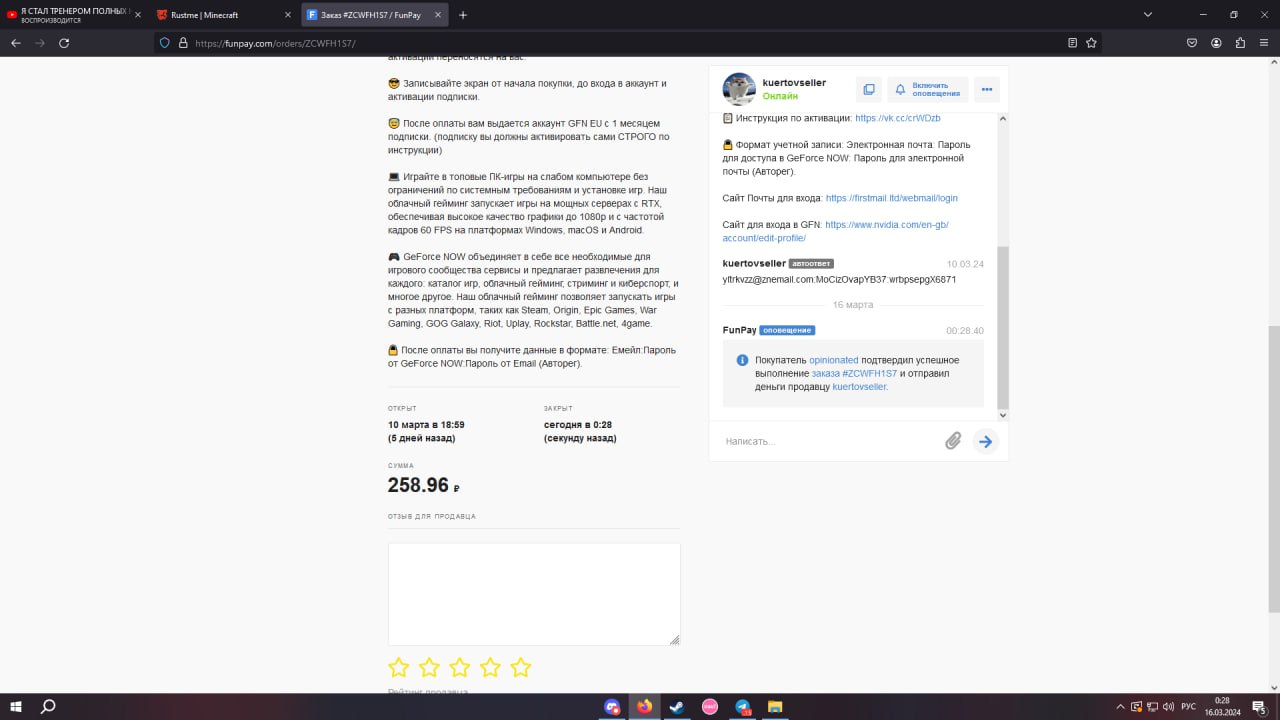 Я СТАЛ ТРЕНЕРОМ ПОЛНЫХ
ВОСПРОИЗВОДИТСЯ
Rustme | Minecraft
Заказ #ZCWFH1S7 / FunPay
https://funpay.com/orders/ZCWFH1S7/
активации переносятся на вас.
😎 Записывайте экран от начала покупки, до входа в аккаунт и
активации подписки.
😇 После оплаты вам выдается аккаунт GFN EU с 1 месяцем
подписки. (подписку вы должны активировать сами СТРОГО по
инструкции)
💻 Играйте в топовые ПК-игры на слабом компьютере без
ограничений по системным требованиям и установке игр. Наш
облачный гейминг запускает игры на мощных серверах с RTX,
обеспечивая высокое качество графики до 1080p и с частотой
кадров 60 FPS на платформах Windows, macOS и Android.
🎮 GeForce NOW объединяет в себе все необходимые для
игрового сообщества сервисы и предлагает развлечения для
каждого: каталог игр, облачный гейминг, стриминг и киберспорт, и
многое другое. Наш облачный гейминг позволяет запускать игры
с разных платформ, таких как Steam, Origin, Epic Games, War
Gaming, GOG Galaxy, Riot, Uplay, Rockstar, Battle.net, 4game.
🔒 После оплаты вы получите данные в формате: Емейл:Пароль
от GeForce NOW:Пароль от Email (Авторег).
ОТКРЫТ
10 марта в 18:59
(5 дней назад)
ЗАКРЫТ
сегодня в 0:28
(секунду назад)
СУММА
258.96 ₽
ОТЗЫВ ДЛЯ ПРОДАВЦА
Рейтинг продавца
kuertovseller
Онлайн
Включить
оповещения
📋 Инструкция по активации: https://vk.cc/crWDzb
🔒 Формат учетной записи: Электронная почта: Пароль
для доступа в GeForce NOW: Пароль для электронной
почты (Авторег).
Сайт Почты для входа: https://firstmail.ltd/webmail/login
Сайт для входа в GFN: https://www.nvidia.com/en-gb/
account/edit-profile/
kuertovseller автоответ 10.03.24
yltrkvzz@znemail.com:MoCizOvapYB37:wrbpsepgX6871
16 марта
FunPay оповещение 00:28:40
Покупатель opinionated подтвердил успешное
выполнение заказа #ZCWFH1S7 и отправил
деньги продавцу kuertovseller.
Написать...
РУС
0:28
16.03.2024